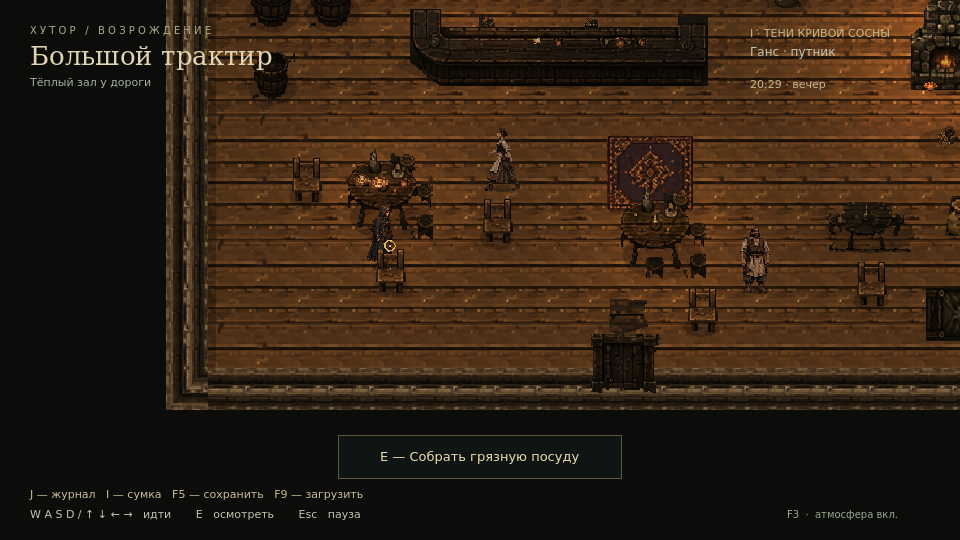 ХУТОР / ВОЗРОЖДЕНИЕ
Большой трактир
Тёплый зал у дороги
I · ТЕНИ КРИВОЙ СОСНЫ
Ганс · путник
20:29 · вечер
E — Собрать грязную посуду
J — журнал I — сумка F5 — сохранить F9 — загрузить
W A S D / ↑ ↓ ← → идти E осмотреть Esc пауза
F3 · атмосфера вкл.